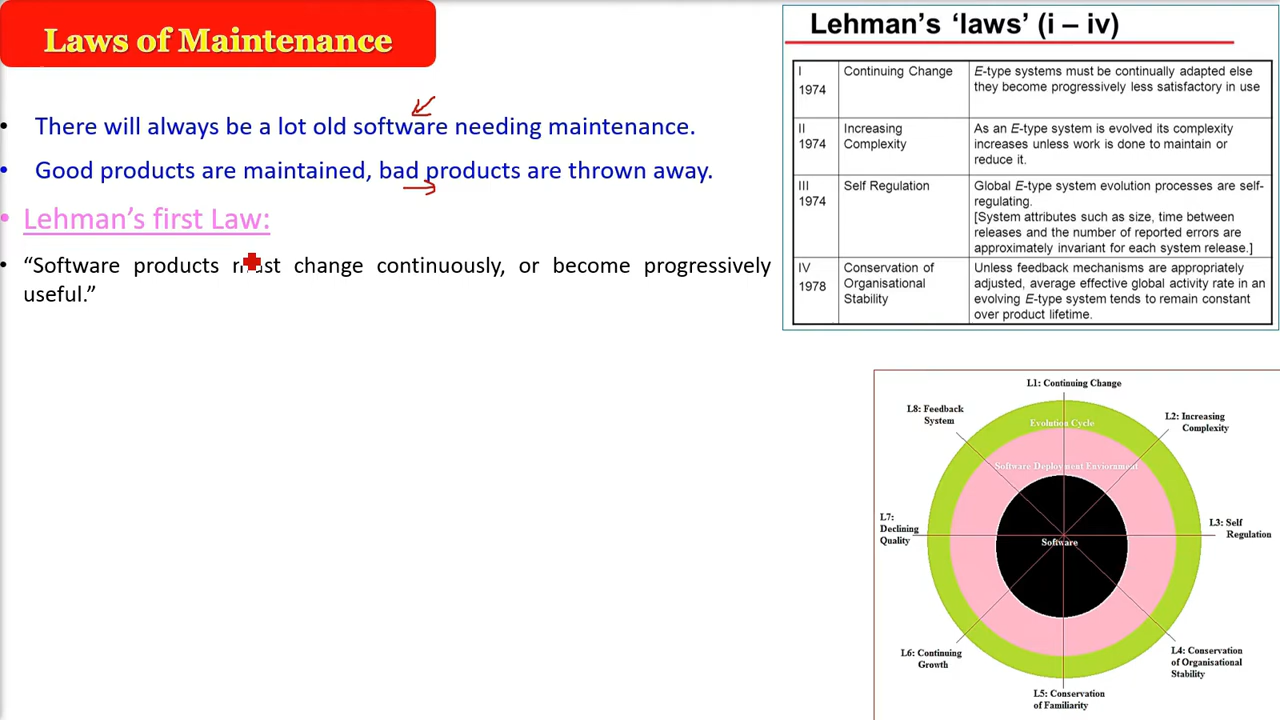 Laws of Maintenance
• There will always be a lot old software needing maintenance.
• Good products are maintained, bad products are thrown away.
• Lehman's first Law:
• “Software products must change continuously, or become progressively
useful.”
Lehman's ‘laws’ (i – iv)
I
1974
Continuing Change
E-type systems must be continually adapted else
they become progressively less satisfactory in use
II
1974
Increasing
Complexity
As an E-type system is evolved its complexity
increases unless work is done to maintain or
reduce it.
III
1974
Self Regulation
Global E-type system evolution processes are self-
regulating.
[System attributes such as size, time between
releases and the number of reported errors are
approximately invariant for each system release.]
IV
1978
Conservation of
Organisational
Stability
Unless feedback mechanisms are appropriately
adjusted, average effective global activity rate in an
evolving E-type system tends to remain constant
over product lifetime.
L1: Continuing Change
L8: Feedback
System
L2: Increasing
Complexity
Evolution Cycle
Software Deployment Enviornment
L7:
Declining
Quality
L3: Self
Regulation
Software
L6: Continuing
Growth
L4: Conservation
of Organisational
Stability
L5: Conservation
of Familiarity